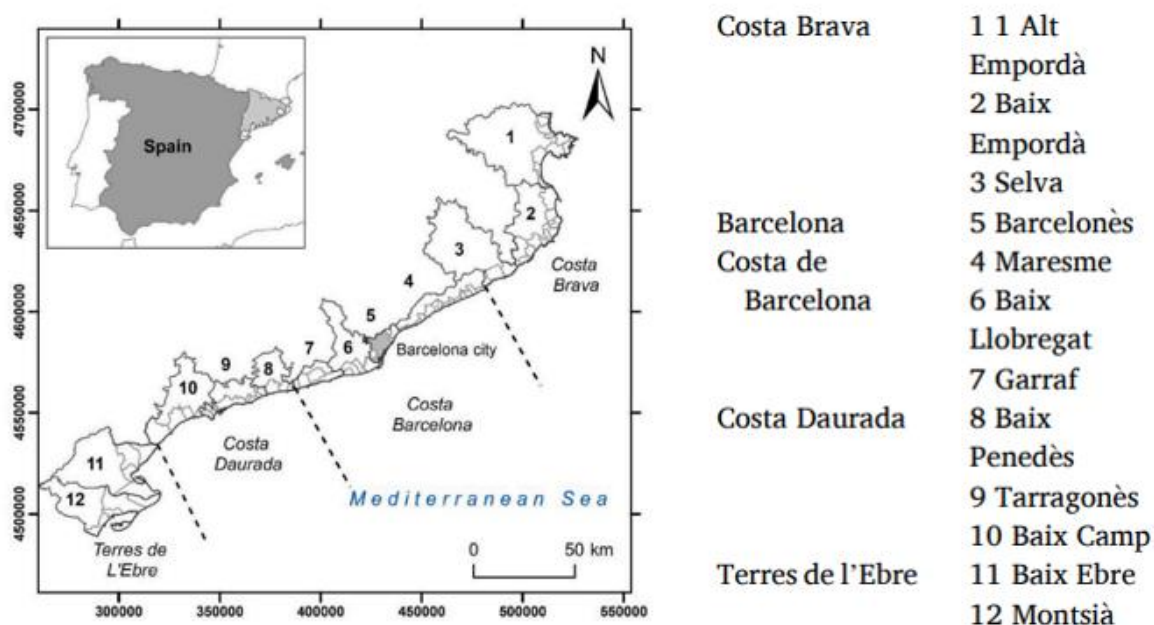 N
Spain
4700000
4650000
4600000
4550000
4500000
1
2
3
4
5
6
7
8
9
10
11
12
Costa
Brava
Barcelona city
Costa
Barcelona
Costa
Daurada
Mediterranean Sea
Terres de
L'Ebre
0 50 km
300000 350000 400000 450000 500000 550000
Costa Brava 1 1 Alt
Empordà
2 Baix
Empordà
3 Selva
Barcelona 5 Barcelonès
Costa de 4 Maresme
Barcelona 6 Baix
Llobregat
7 Garraf
Costa Daurada 8 Baix
Penedès
9 Tarragonès
10 Baix Camp
Terres de l’Ebre 11 Baix Ebre
12 Montsià